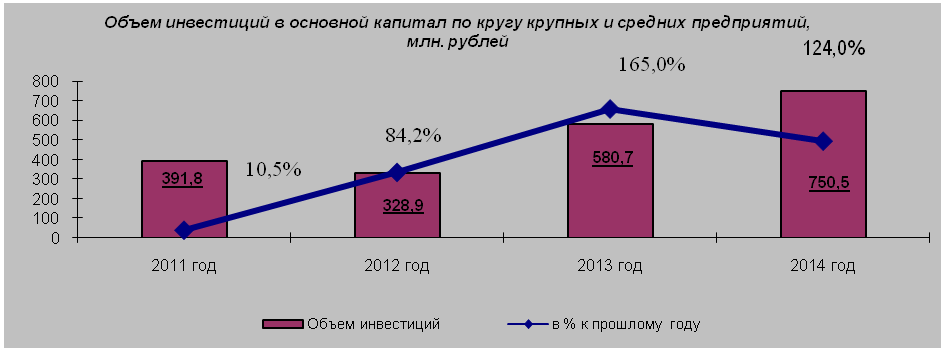 Объем инвестиций в основной капитал по кругу крупных и средних предприятий,
млн. рублей
124,0%
165,0%
84,2%
10,5%
800
700
600
500
400
300
200
100
0
391,8
328,9
580,7
750,5
2011 год
2012 год
2013 год
2014 год
Объем инвестиций
в % к прошлому году